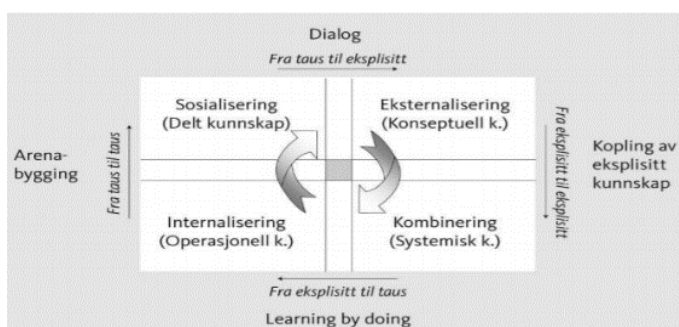 Dialog
Fra taus til eksplisitt
Sosialisering
(Delt kunnskap)
Eksternalisering
(Konseptuell k.)
Arena-
bygging
Fra taus til taus
Fra eksplisitt til eksplisitt
Kopling av
eksplisitt
kunnskap
Internalisering
(Operasjonell k.)
Kombinering
(Systemisk k.)
Fra eksplisitt til taus
Learning by doing